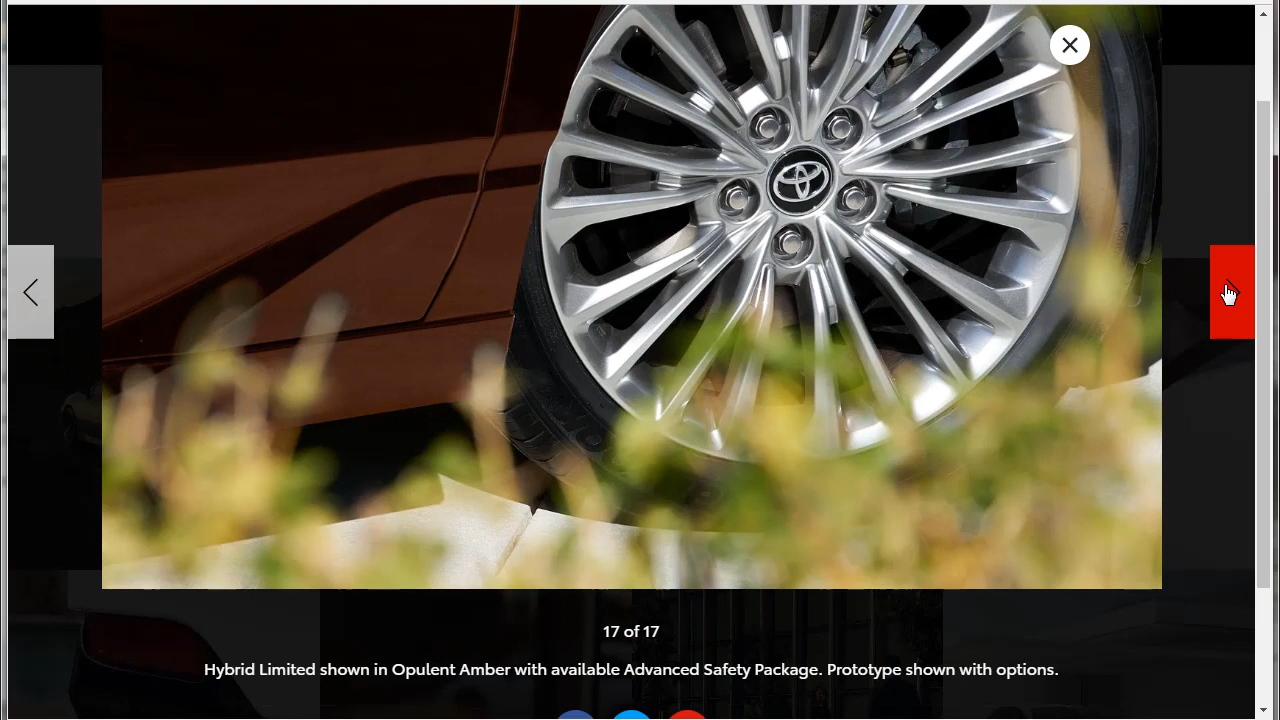 17 of 17
Hybrid Limited shown in Opulent Amber with available Advanced Safety Package. Prototype shown with options.